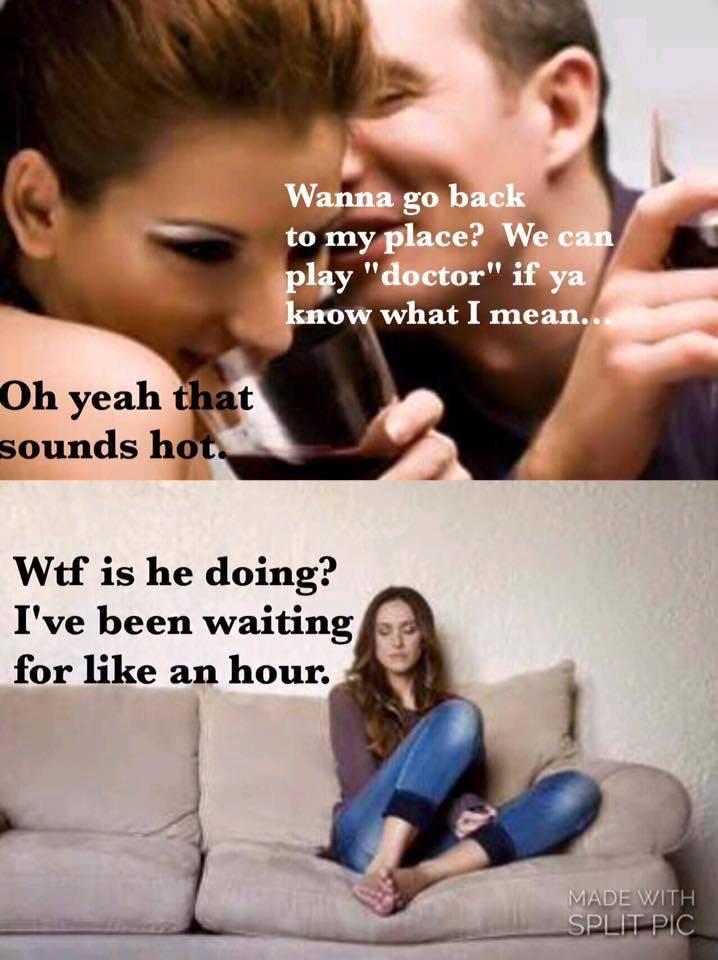 Wanna go back
to my place?  We can
play "doctor" if ya
know what I mean...
Oh yeah that
sounds hot.
Wtf is he doing?
I've been waiting
for like an hour.
MADE WITH
SPLIT PIC